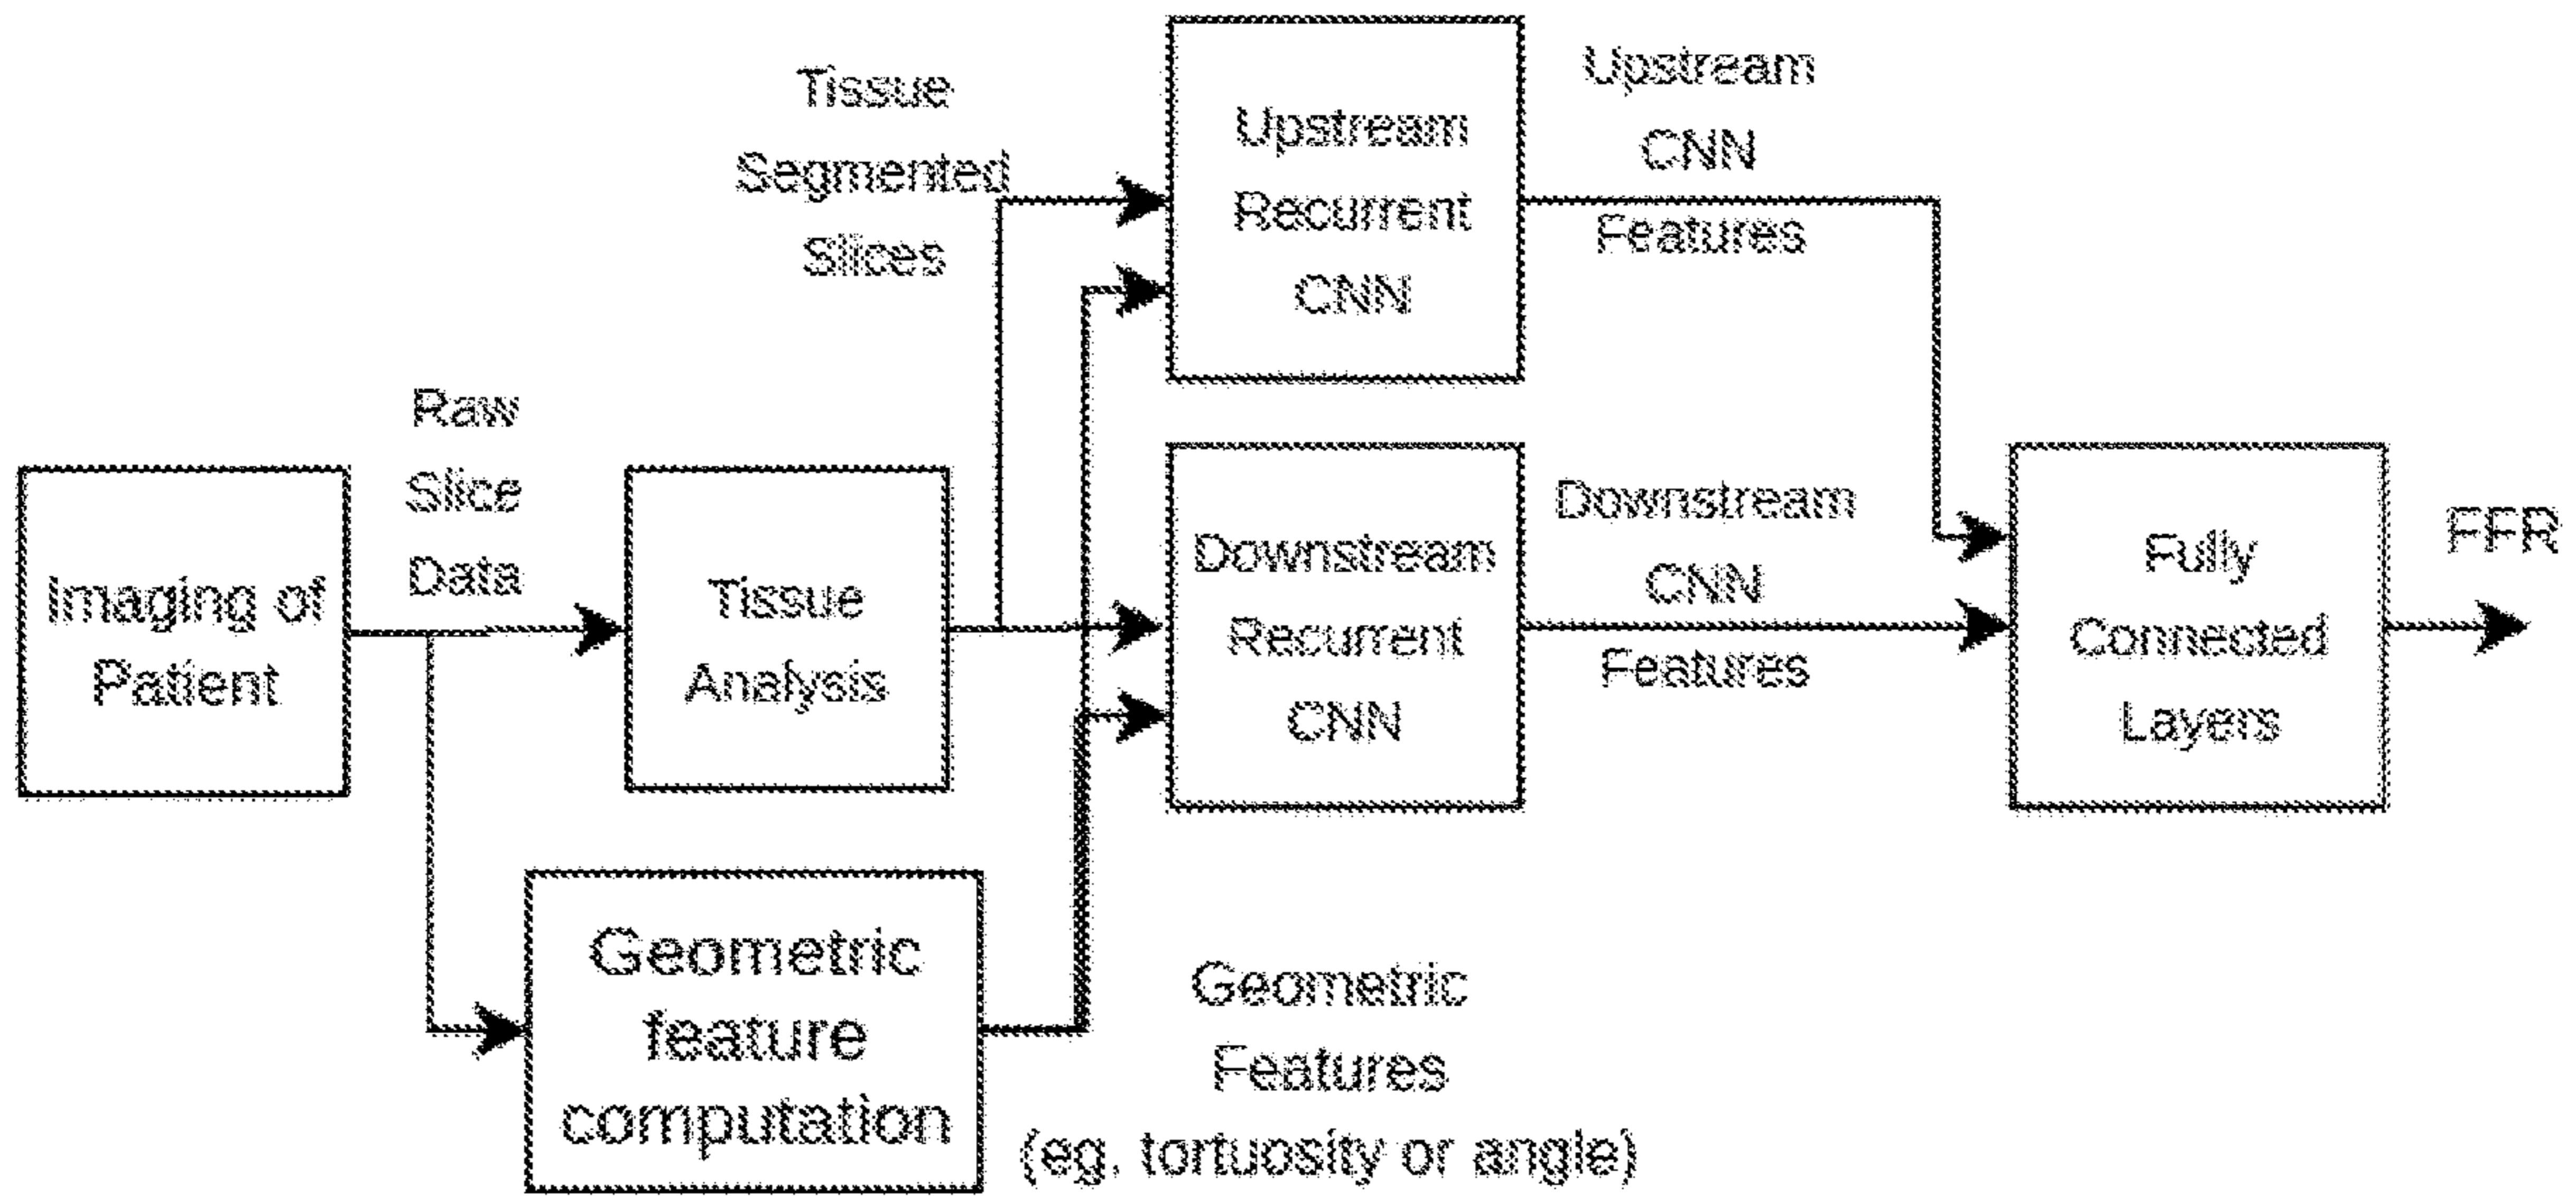 Tissue
Segmented
Slices
Upstream
Recurrent
CNN
Upstream
CNN
Features
Raw
Slice
Data
Imaging of
Patient
Tissue
Analysis
Downstream
Recurrent
CNN
Downstream
CNN
Features
Fully
Connected
Layers
FFR
Geometric
feature
computation
Geometric
Features
(eg. tortuosity or angle)